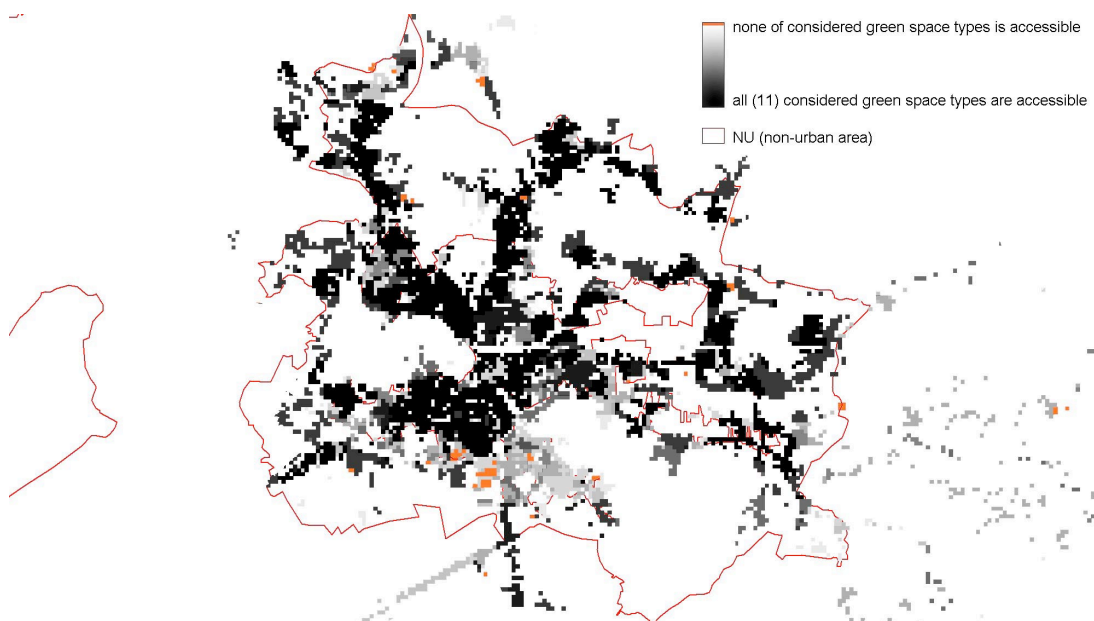 none of considered green space types is accessible
all (11) considered green space types are accessible
NU (non-urban area)